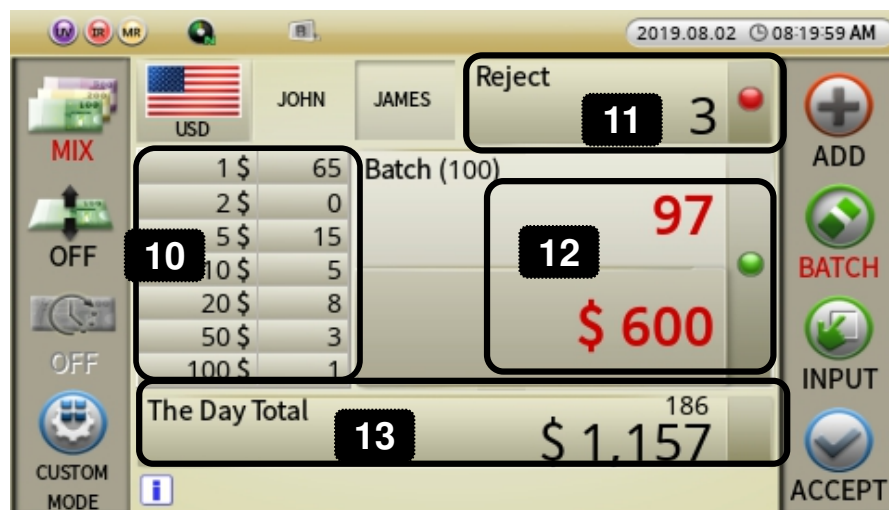 UV IR MR
2019.08.02 08:19:59 AM
MIX
OFF
OFF
CUSTOM
MODE
USD
JOHN
JAMES
Reject
11
3
1 $ 65
2 $ 0
5 $ 15
10 $ 5
20 $ 8
50 $ 3
100 $ 1
10
Batch (100)
97
12
$ 600
The Day Total
13
186
$ 1,157
ADD
BATCH
INPUT
ACCEPT